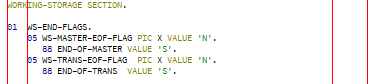 WORKING-STORAGE SECTION.
01  WS-END-FLAGS.
05 WS-MASTER-EOF-FLAG PIC X VALUE 'N'.
88 END-OF-MASTER VALUE 'S'.
05 WS-TRANS-EOF-FLAG  PIC X VALUE 'N'.
88 END-OF-TRANS  VALUE 'S'.